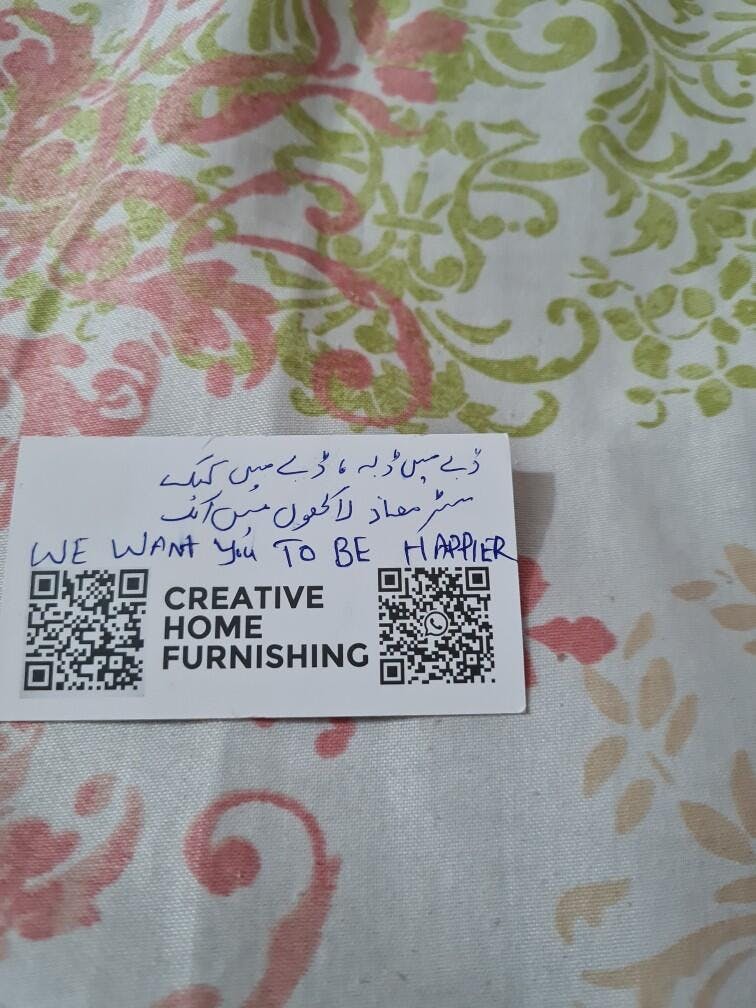 ڈبے میں ڈبہ، ڈبے میں کیک
مسٹر معاذ لاکھوں میں ایک
WE WANT You TO BE HAPPIER
CREATIVE
HOME
FURNISHING